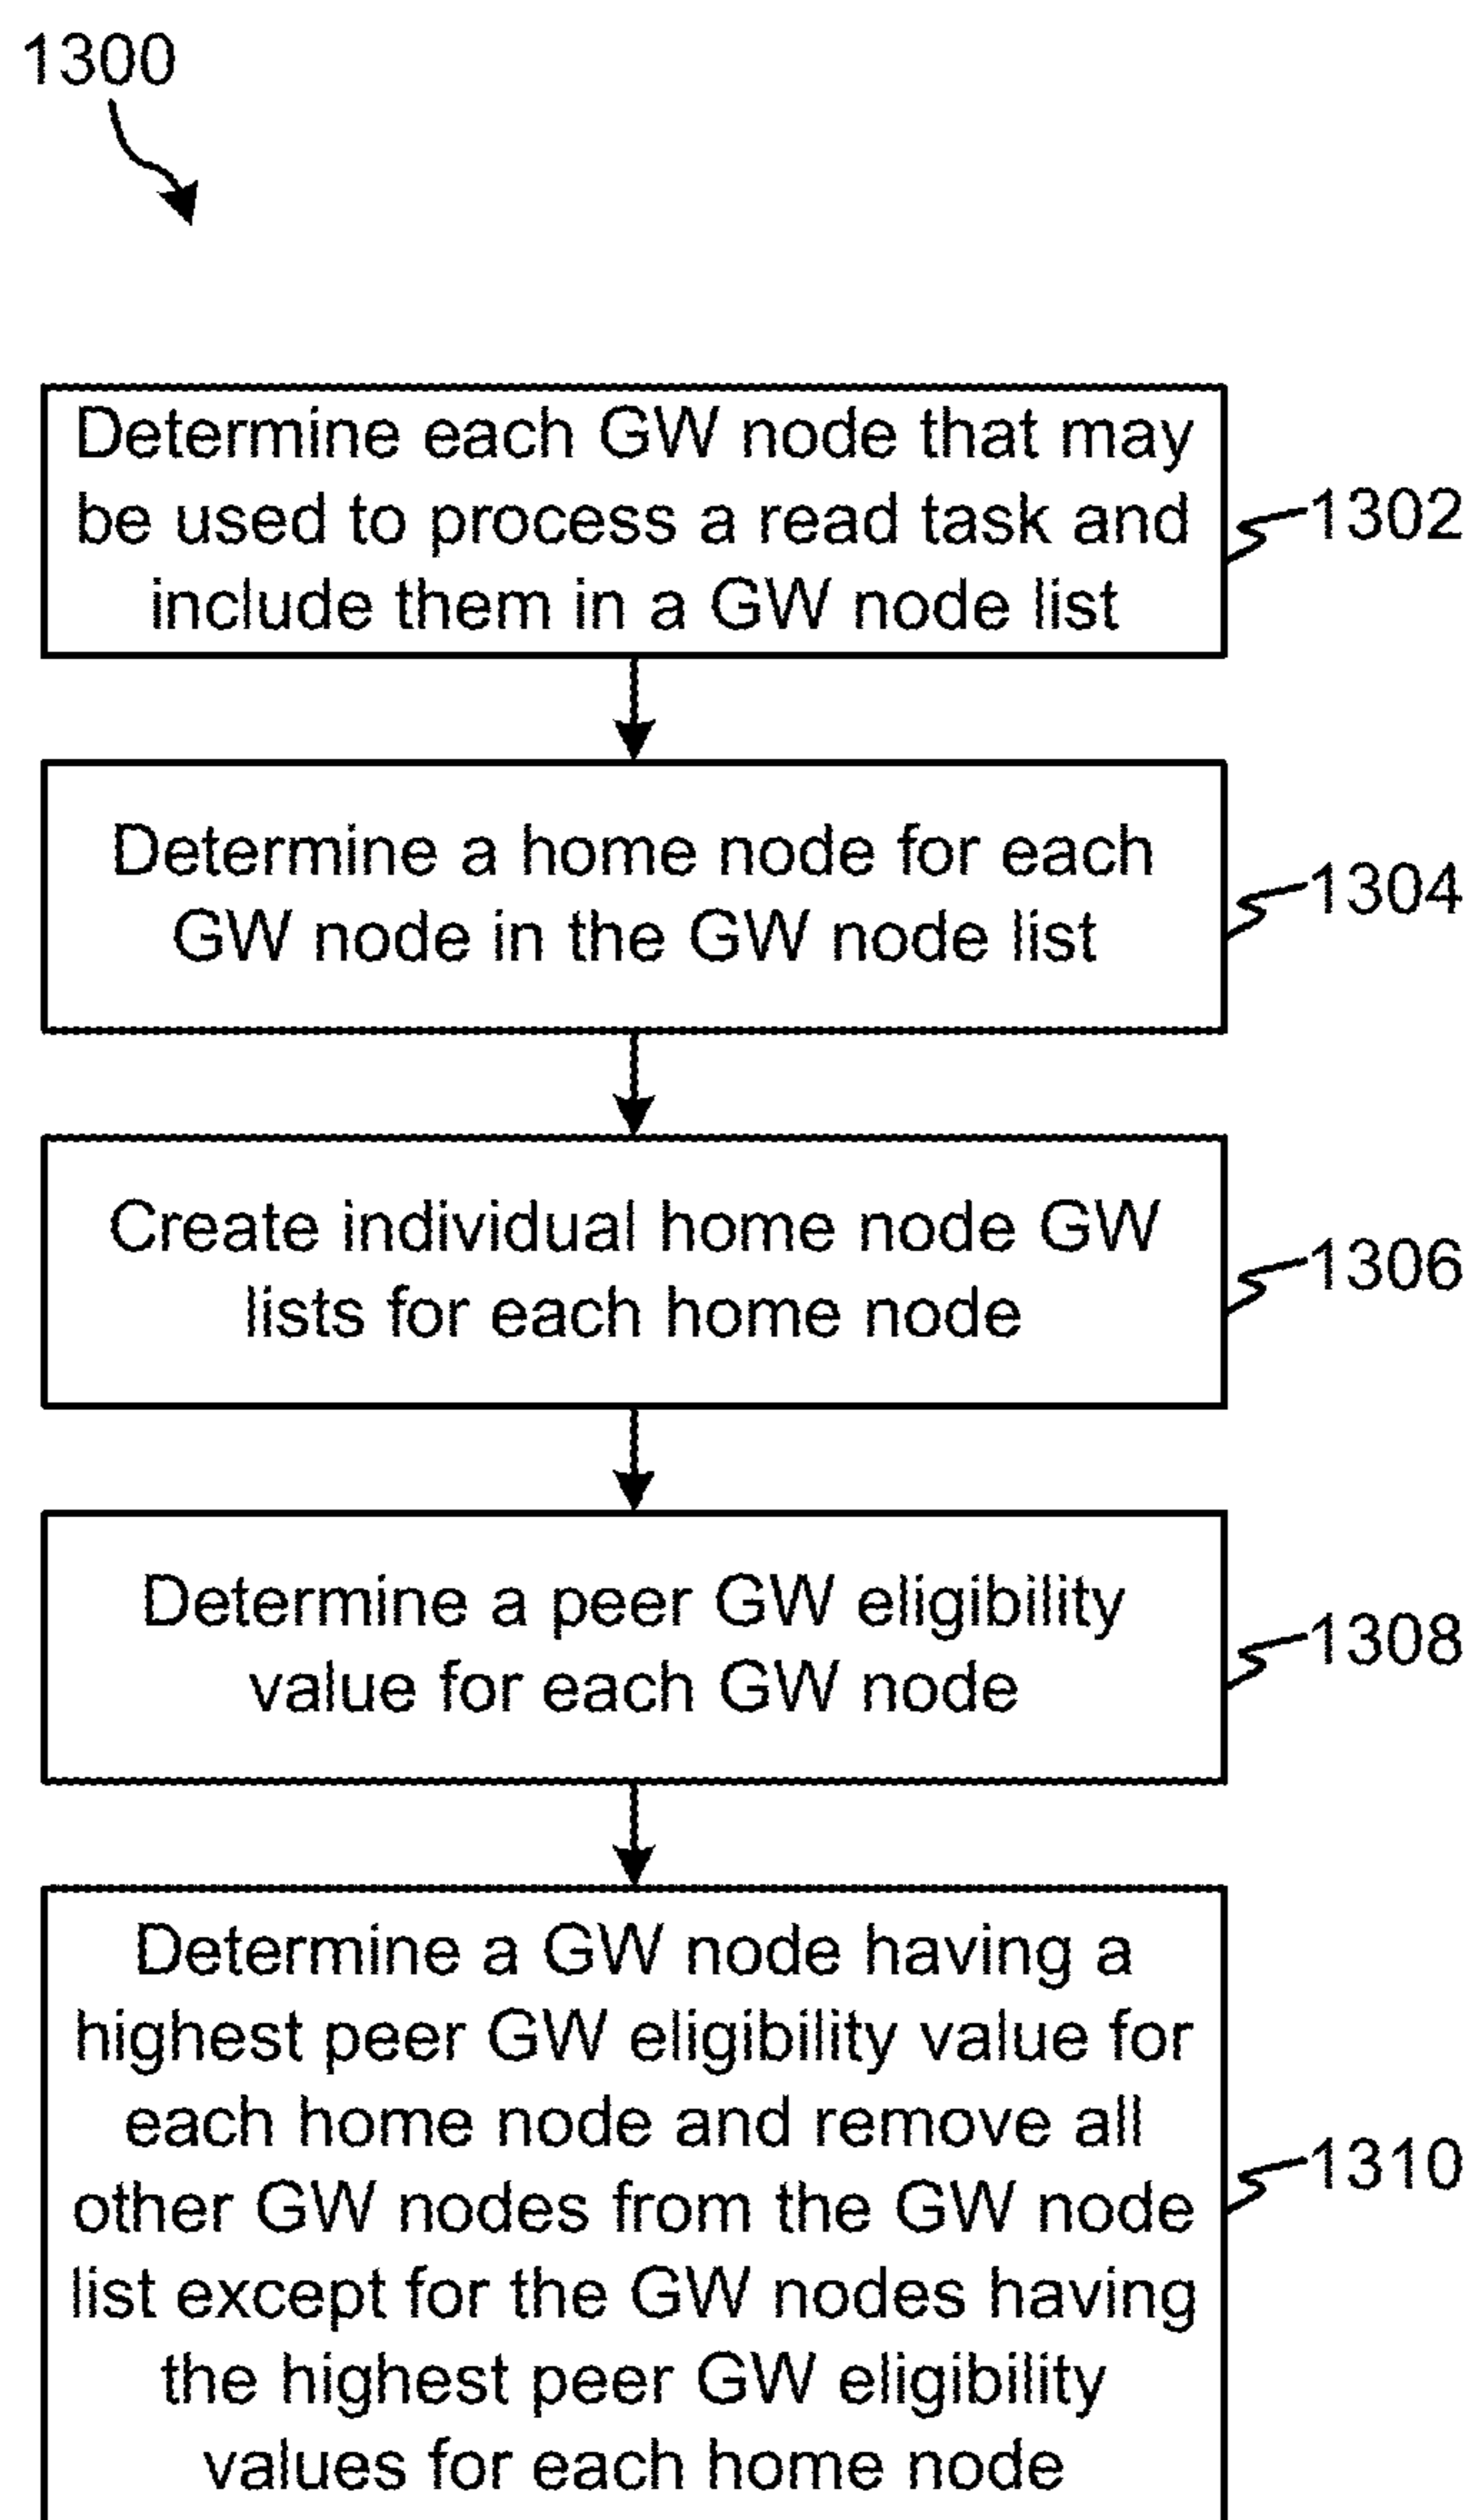 1300
Determine each GW node that may
be used to process a read task and
include them in a GW node list
1302
Determine a home node for each
GW node in the GW node list
1304
Create individual home node GW
lists for each home node
1306
Determine a peer GW eligibility
value for each GW node
1308
Determine a GW node having a
highest peer GW eligibility value for
each home node and remove all
other GW nodes from the GW node
list except for the GW nodes having
the highest peer GW eligibility
values for each home node
1310